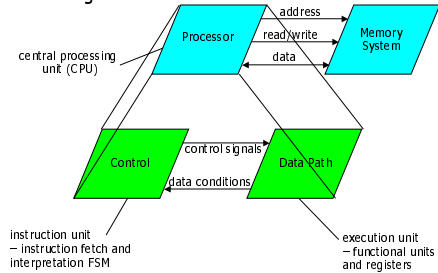 address
Processor
read/write
Memory
System
data
central processing
unit (CPU)
Control
control signals
Data Path
data conditions
instruction unit
– instruction fetch and
interpretation FSM
execution unit
– functional units
and registers